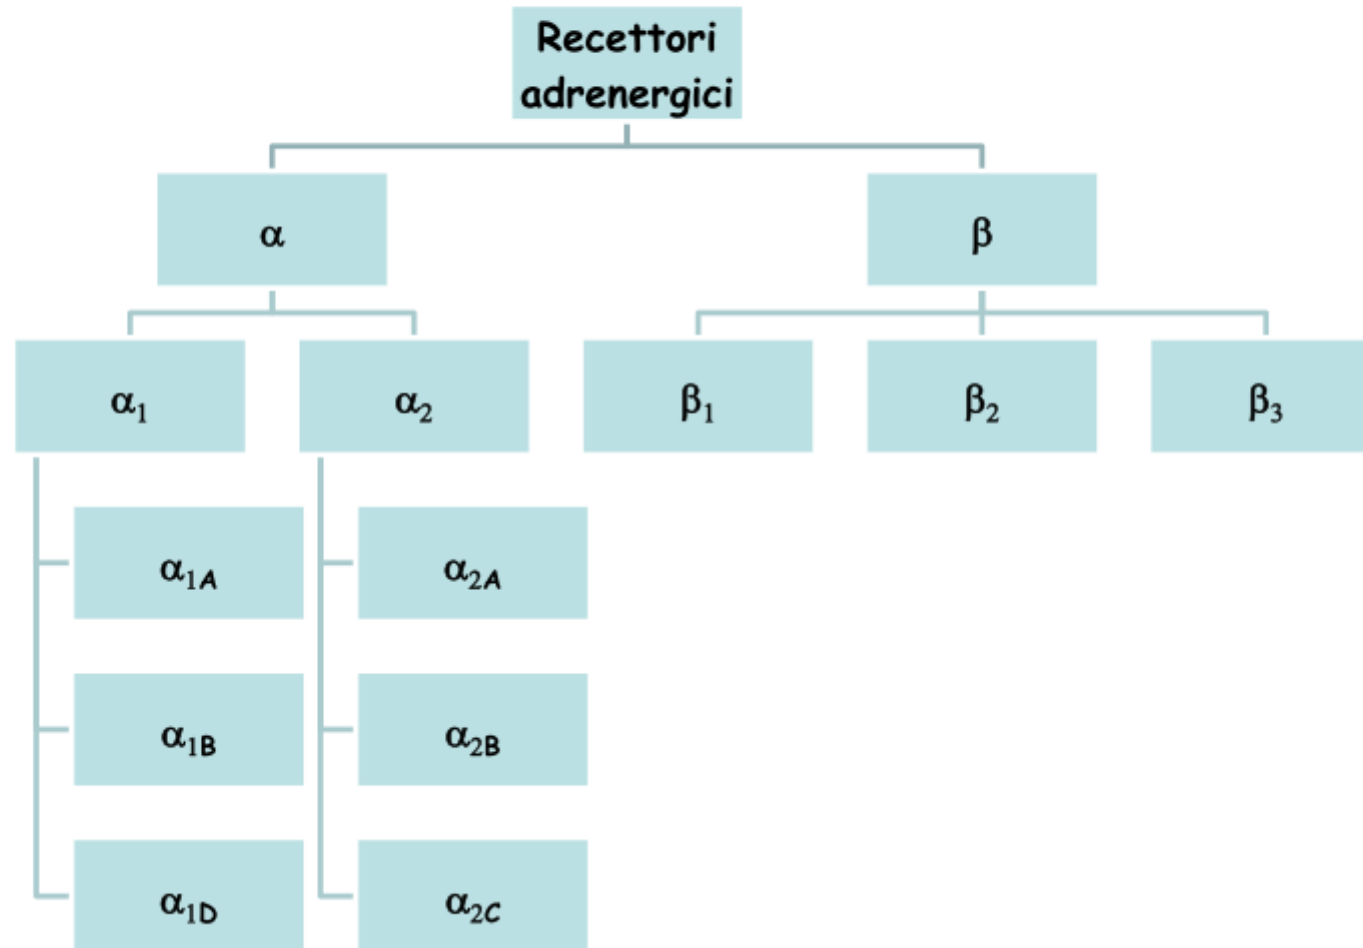 Recettori
adrenergici
α β
α₁ α₂ β₁ β₂ β₃
α₁A α₂A
α₁B α₂B
α₁D α₂C